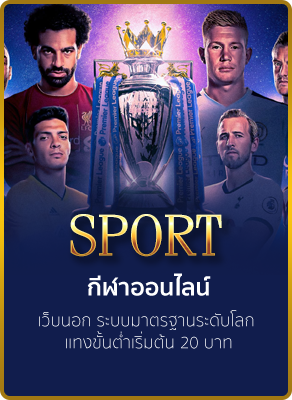 Premier League
SPORT
กีฬาออนไลน์
เว็บนอก ระบบมาตรฐานระดับโลก
แทงขั้นต่ำเริ่มต้น 20 บาท